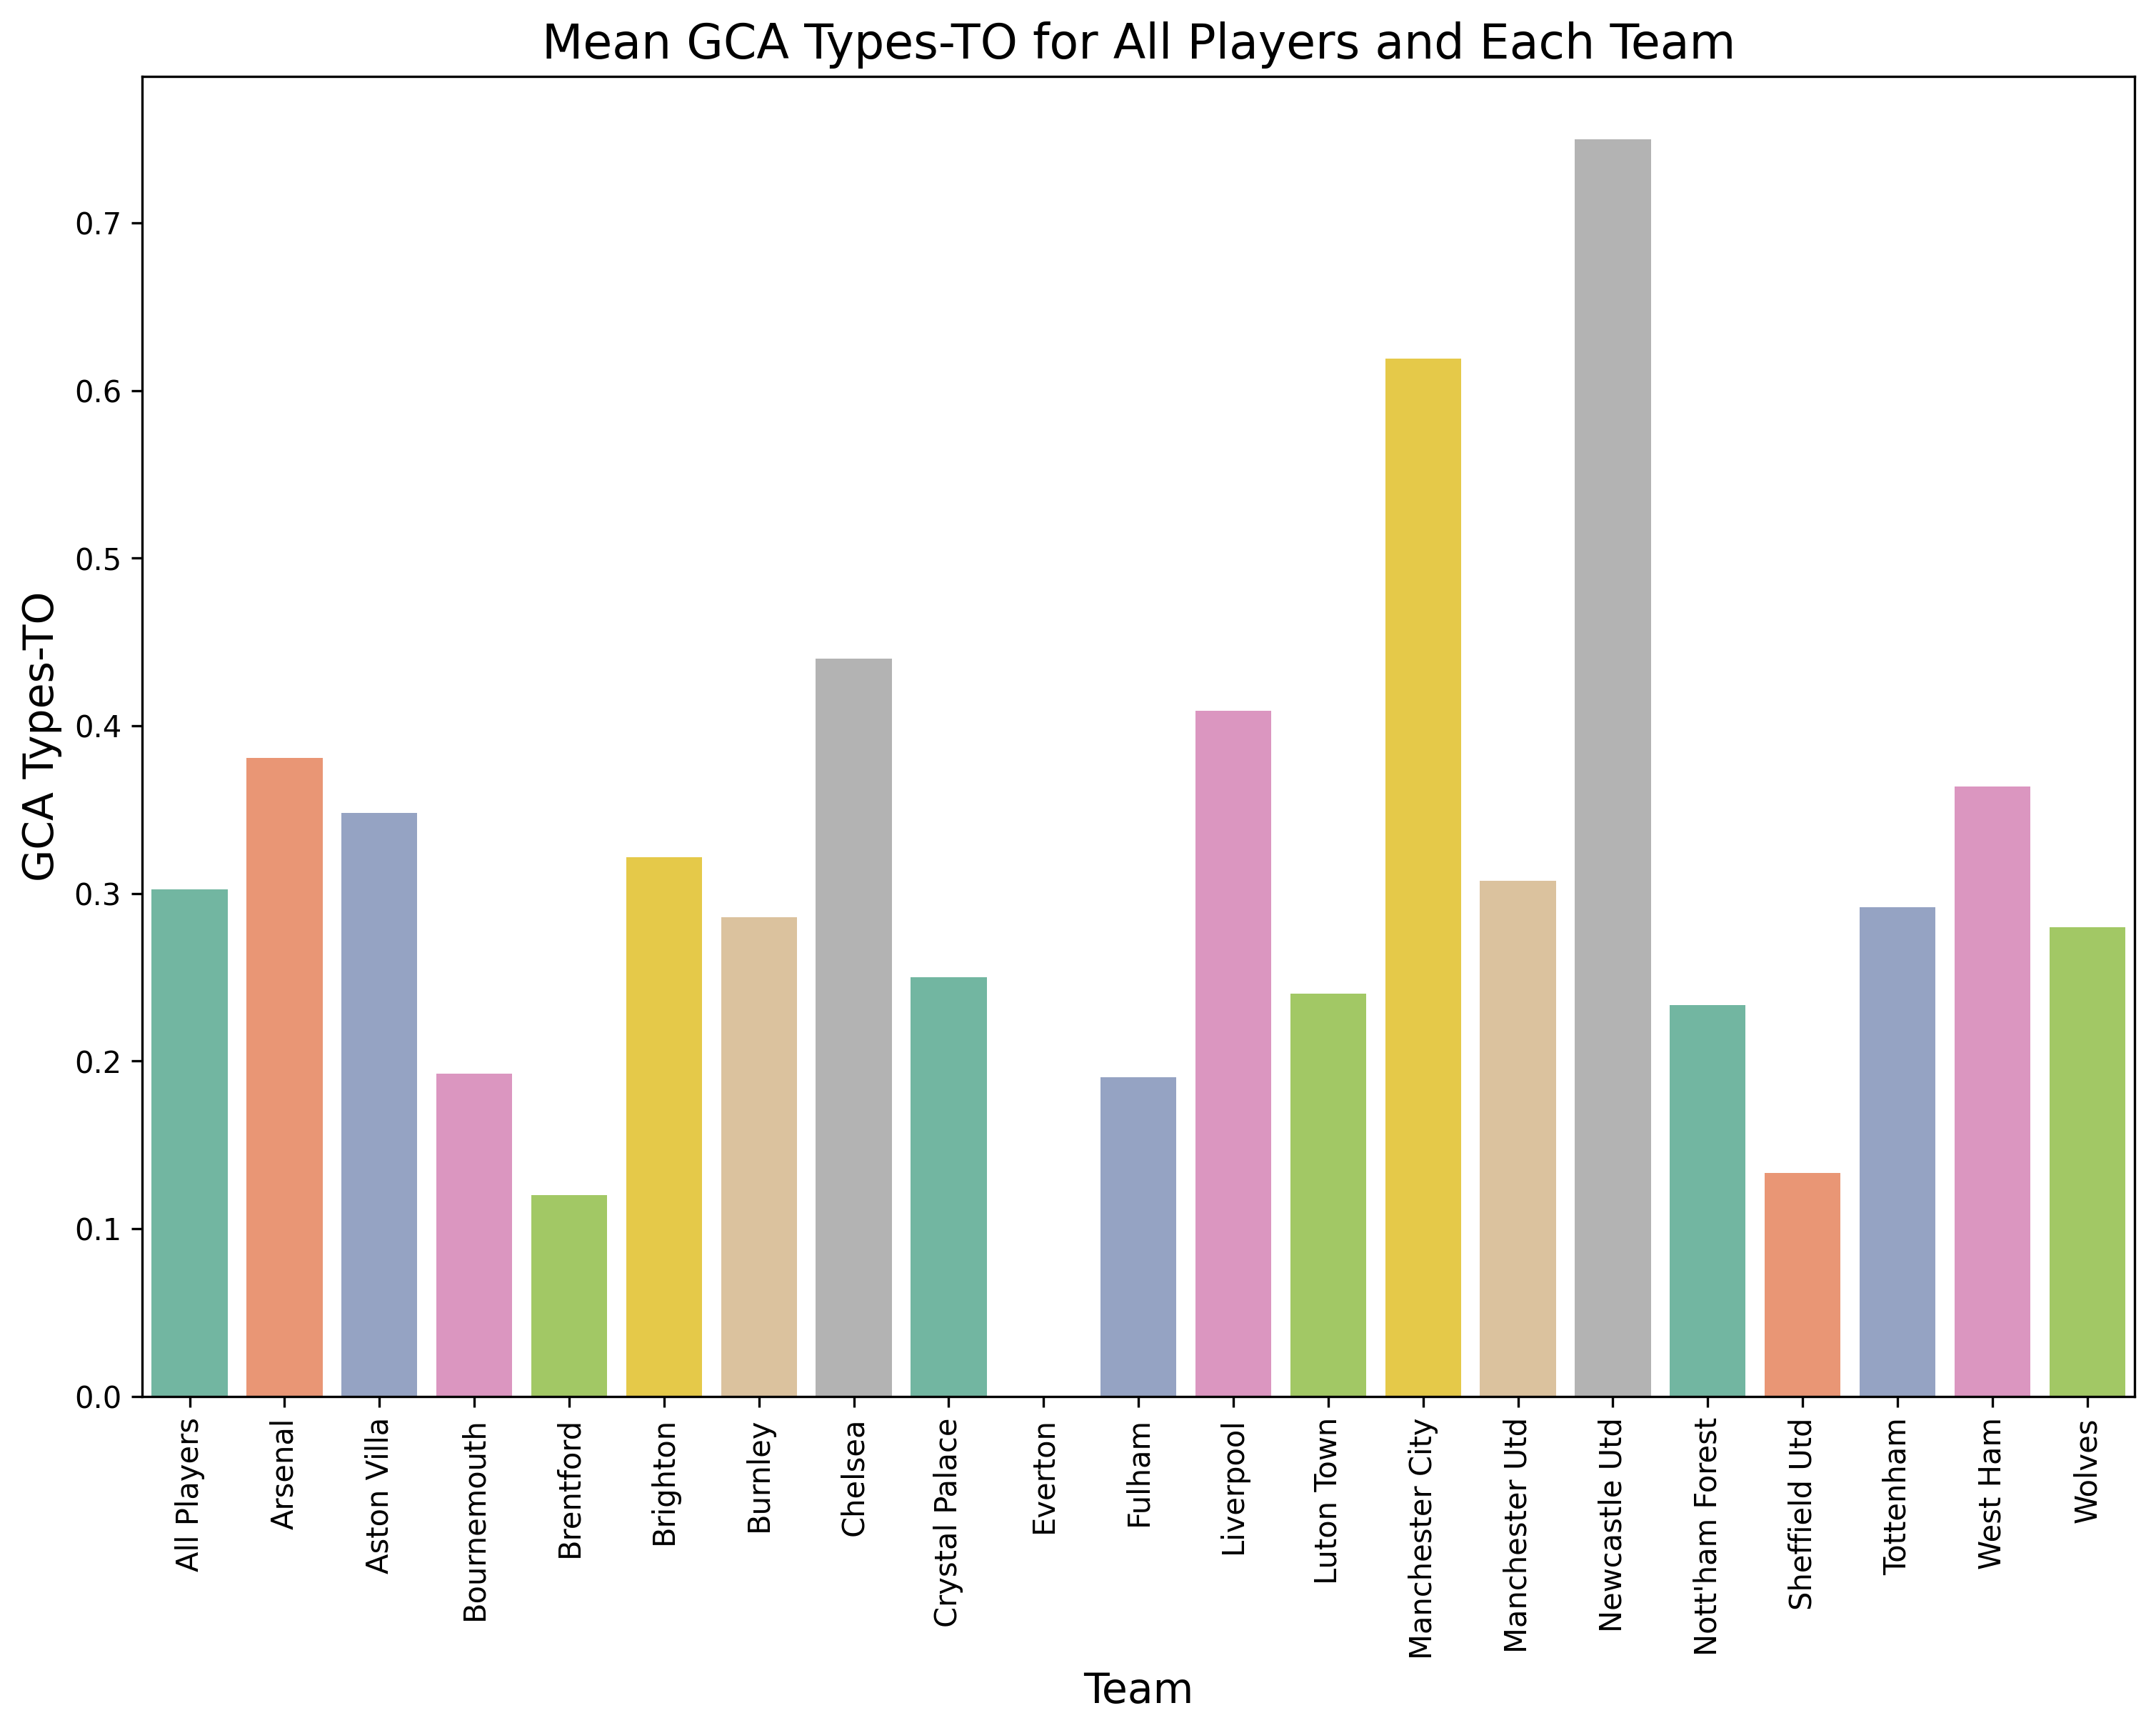 Mean GCA Types-TO for All Players and Each Team
GCA Types-TO
0.7
0.6
0.5
0.4
0.3
0.2
0.1
0.0
All Players
Arsenal
Aston Villa
Bournemouth
Brentford
Brighton
Burnley
Chelsea
Crystal Palace
Everton
Fulham
Liverpool
Luton Town
Manchester City
Manchester Utd
Newcastle Utd
Nott'ham Forest
Sheffield Utd
Tottenham
West Ham
Wolves
Team